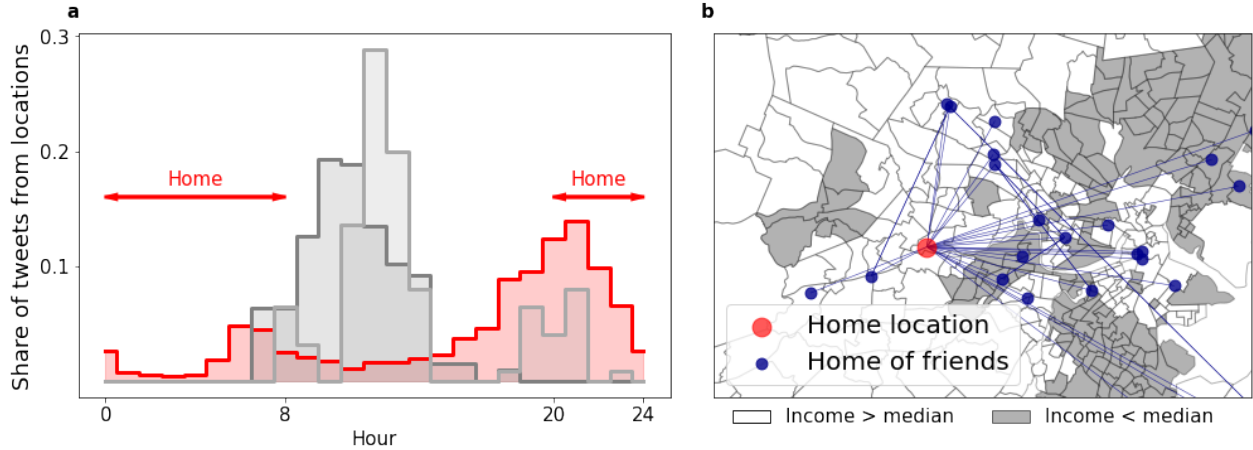 a
b
Share of tweets from locations
0.3
0.2
0.1
Home
Home
0
8
20
24
Hour
Home location
Home of friends
Income > median
Income < median